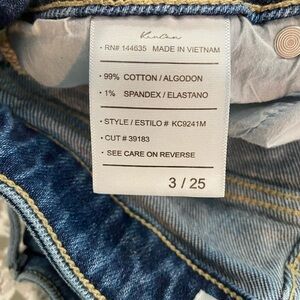 KanCan
• RN# 144635 MADE IN VIETNAM
• 99% COTTON / ALGODON
• 1% SPANDEX / ELASTANO
• STYLE / ESTILO # KC9241M
• CUT # 39183
• SEE CARE ON REVERSE
3 / 25